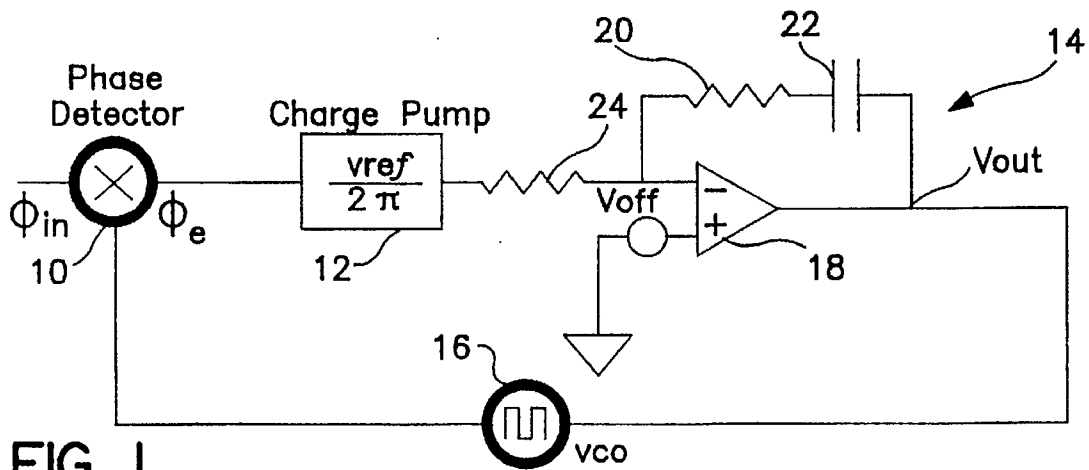 20
22
14
Phase
Detector
Charge Pump
24
vref
2 π
Vout
ϕin
ϕe
Voff
−
+
10
12
18
16
vco
FIG. 1